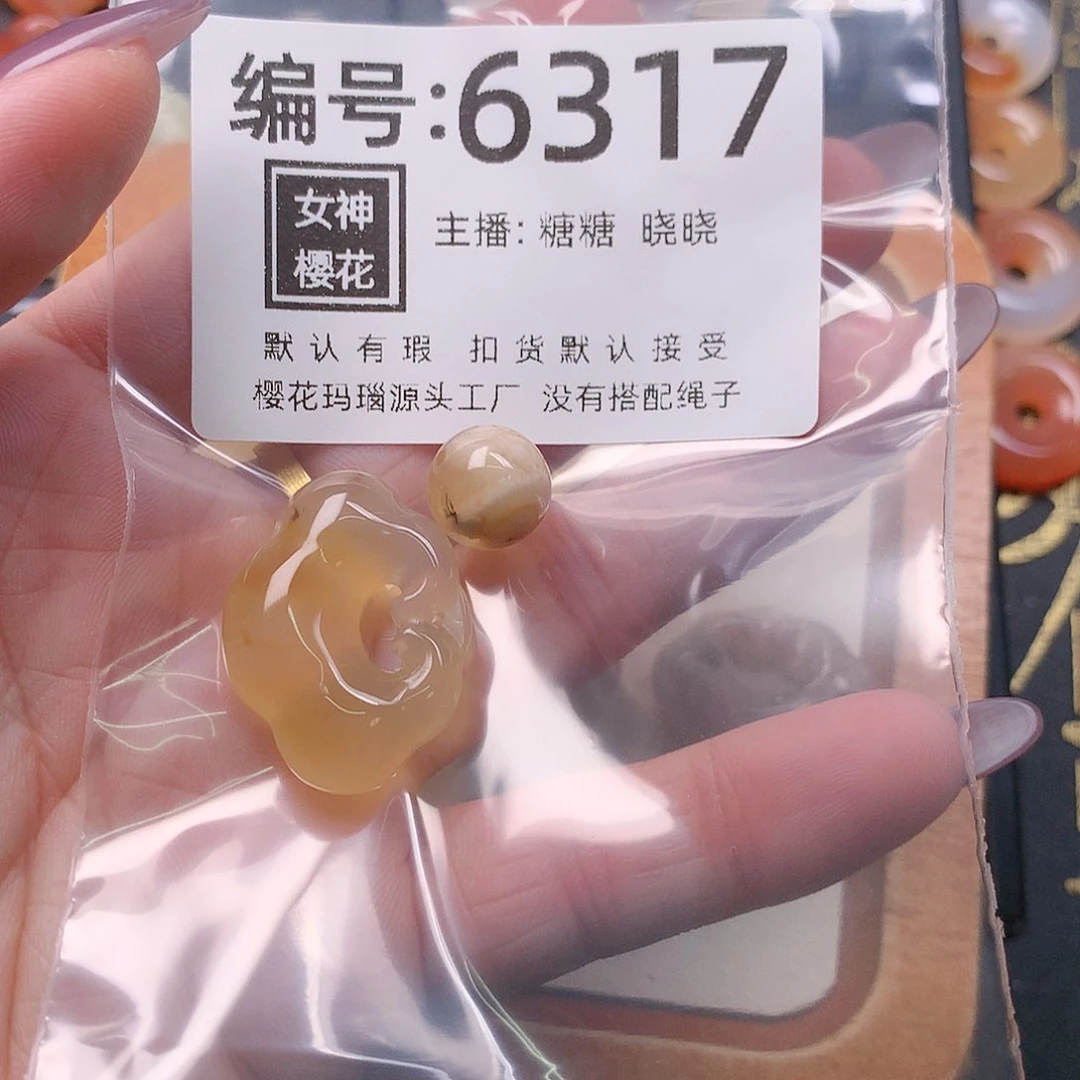 编号:6317
女神
樱花
主播: 糖糖 晓晓
默认有瑕 扣货默认接受
樱花玛瑙源头工厂 没有搭配绳子